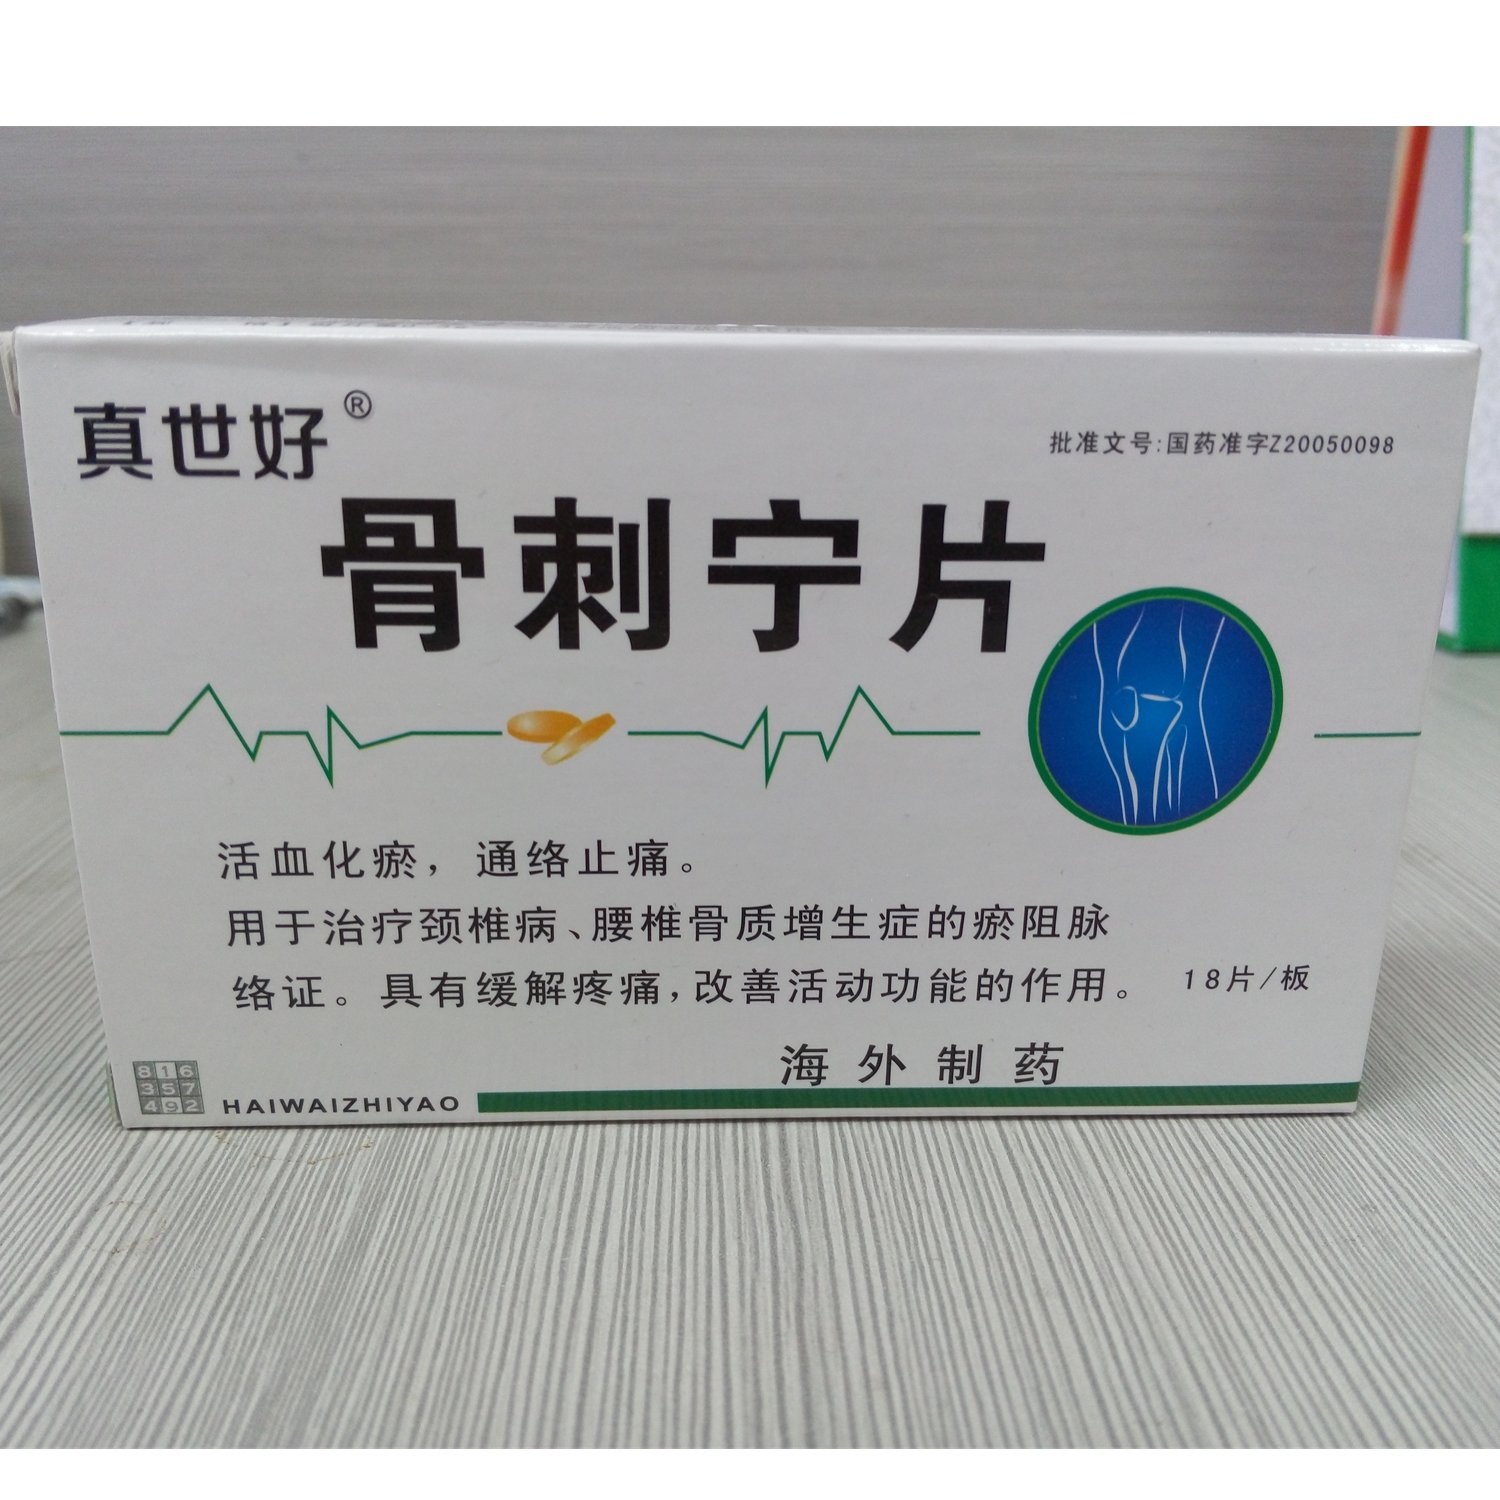 真世好®
批准文号:国药准字Z20050098
骨刺宁片
活血化瘀，通络止痛。
用于治疗颈椎病、腰椎骨质增生症的瘀阻脉
络证。具有缓解疼痛，改善活动功能的作用。
18片/板
海外制药
816
357
492
HAIWAIZHIYAO